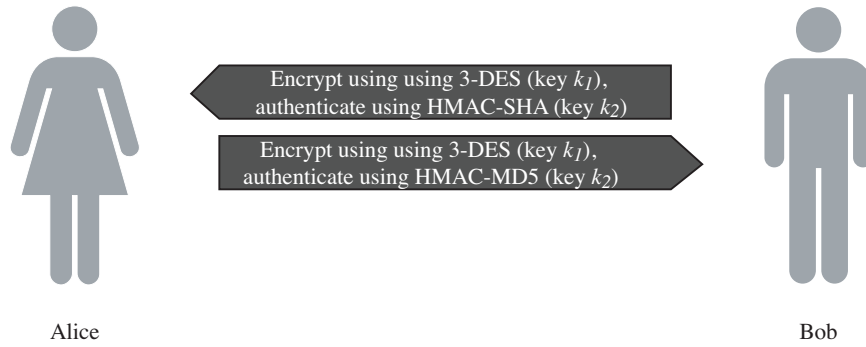 Encrypt using using 3-DES (key k1),
authenticate using HMAC-SHA (key k2)
Encrypt using using 3-DES (key k1),
authenticate using HMAC-MD5 (key k2)
Alice
Bob